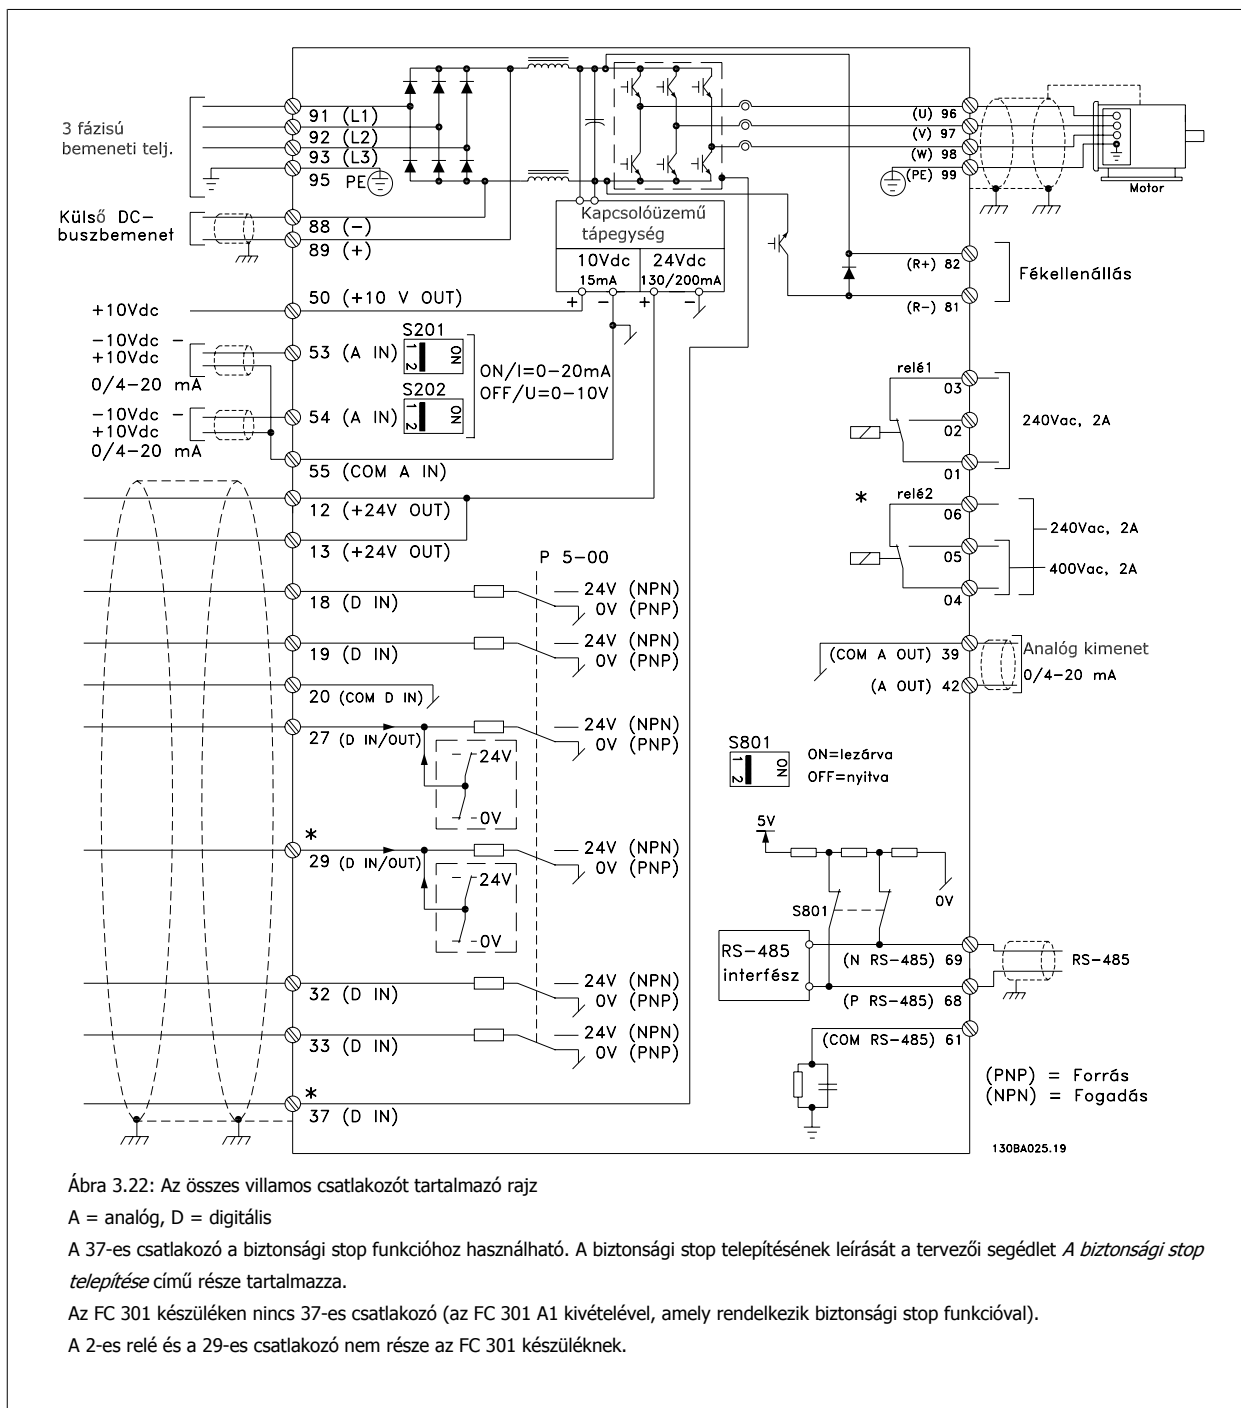 3 fázisú
bemeneti telj.
91 (L1)
92 (L2)
93 (L3)
95 PE
Külső DC-
buszbemenet
88 (-)
89 (+)
50 (+10 V OUT)
+10Vdc
-10Vdc -
+10Vdc
0/4-20 mA
53 (A IN)
S201
1
2
ON
ON/I=0-20mA
OFF/U=0-10V
S202
1
2
ON
-10Vdc -
+10Vdc
0/4-20 mA
54 (A IN)
55 (COM A IN)
12 (+24V OUT)
13 (+24V OUT)
P 5-00
18 (D IN)
24V (NPN)
0V (PNP)
19 (D IN)
24V (NPN)
0V (PNP)
20 (COM D IN)
27 (D IN/OUT)
24V (NPN)
0V (PNP)
24V
0V
*
29 (D IN/OUT)
24V (NPN)
0V (PNP)
24V
0V
32 (D IN)
24V (NPN)
0V (PNP)
33 (D IN)
24V (NPN)
0V (PNP)
*
37 (D IN)
Kapcsolóüzemű
tápegység
10Vdc
15mA
24Vdc
130/200mA
+ - + -
(U) 96
(V) 97
(W) 98
(PE) 99
Motor
(R+) 82
(R-) 81
Fékellenállás
relé1
03
02
01
240Vac, 2A
*
relé2
06
05
04
240Vac, 2A
400Vac, 2A
(COM A OUT) 39
(A OUT) 42
Analóg kimenet
0/4-20 mA
S801
1
2
ON
ON=lezárva
OFF=nyitva
5V
0V
S801
RS-485
interfész
(N RS-485) 69
(P RS-485) 68
(COM RS-485) 61
RS-485
(PNP) = Forrás
(NPN) = Fogadás
130BA025.19
Ábra 3.22: Az összes villamos csatlakozót tartalmazó rajz
A = analóg, D = digitális
A 37-es csatlakozó a biztonsági stop funkcióhoz használható. A biztonsági stop telepítésének leírását a tervezői segédlet A biztonsági stop
telepítése című része tartalmazza.
Az FC 301 készüléken nincs 37-es csatlakozó (az FC 301 A1 kivételével, amely rendelkezik biztonsági stop funkcióval).
A 2-es relé és a 29-es csatlakozó nem része az FC 301 készüléknek.